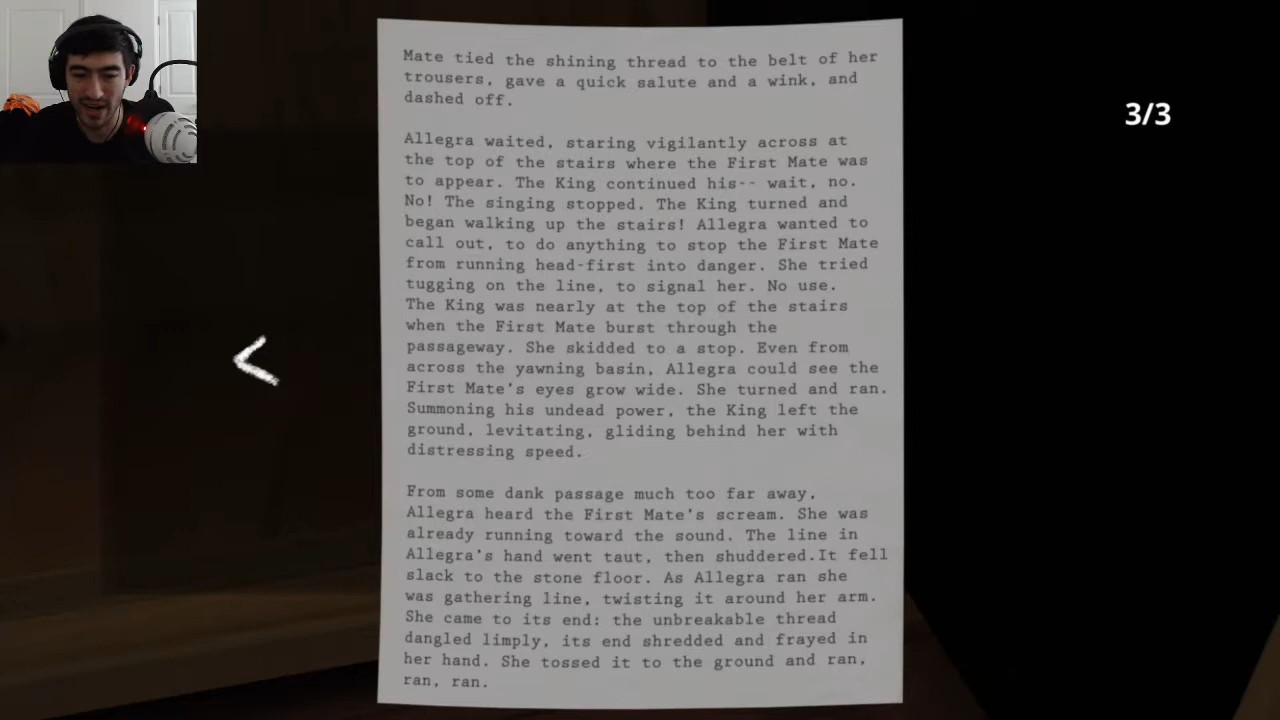 Mate tied the shining thread to the belt of her
trousers, gave a quick salute and a wink, and
dashed off.
Allegra waited, staring vigilantly across at
the top of the stairs where the First Mate was
to appear. The King continued his-- wait, no.
No! The singing stopped. The King turned and
began walking up the stairs! Allegra wanted to
call out, to do anything to stop the First Mate
from running head-first into danger. She tried
tugging on the line, to signal her. No use.
The King was nearly at the top of the stairs
when the First Mate burst through the
passageway. She skidded to a stop. Even from
across the yawning basin, Allegra could see the
First Mate's eyes grow wide. She turned and ran.
Summoning his undead power, the King left the
ground, levitating, gliding behind her with
distressing speed.
From some dank passage much too far away,
Allegra heard the First Mate's scream. She was
already running toward the sound. The line in
Allegra's hand went taut, then shuddered.It fell
slack to the stone floor. As Allegra ran she
was gathering line, twisting it around her arm.
She came to its end: the unbreakable thread
dangled limply, its end shredded and frayed in
her hand. She tossed it to the ground and ran,
ran, ran.
3/3